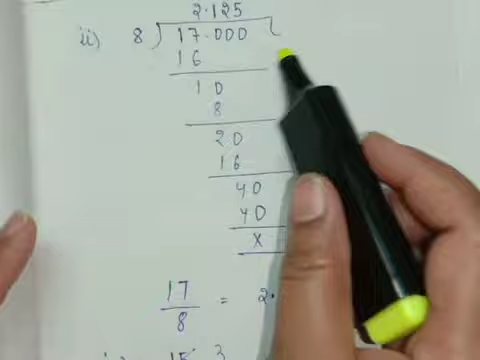 2.125
ii) 8 ) 17.000 (
16
10
8
20
16
40
40
x
17/8 = 2.